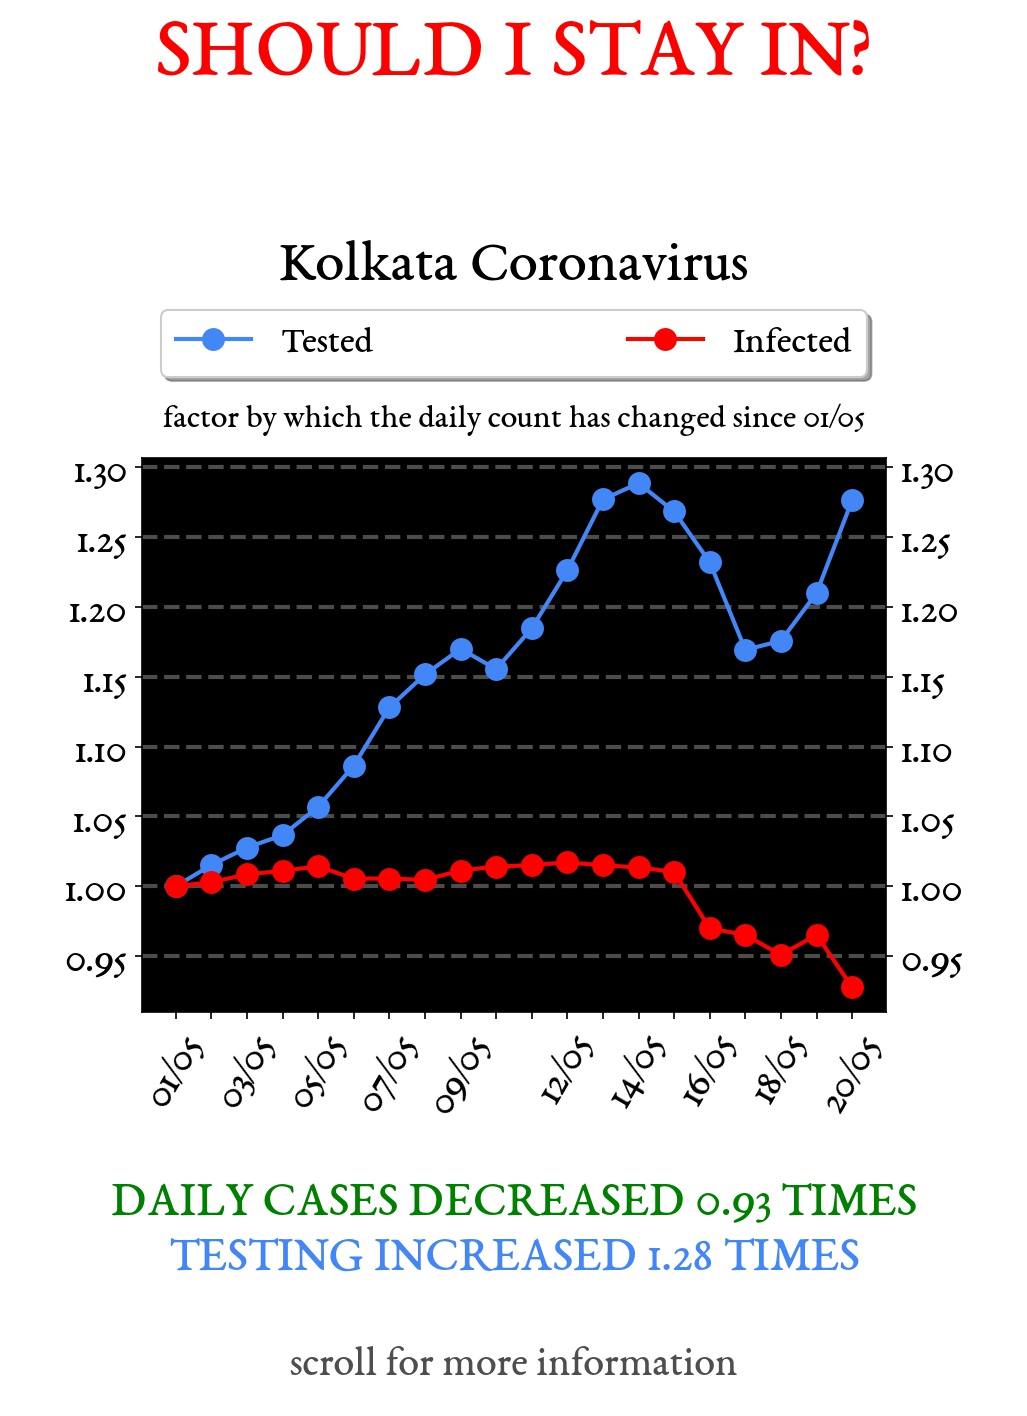 SHOULD I STAY IN?
Kolkata Coronavirus
Tested Infected
factor by which the daily count has changed since 01/05
1.30 1.30
1.25 1.25
1.20 1.20
1.15 1.15
1.10 1.10
1.05 1.05
1.00 1.00
0.95 0.95
01/05 03/05 05/05 07/05 09/05 12/05 14/05 16/05 18/05 20/05
DAILY CASES DECREASED 0.93 TIMES
TESTING INCREASED 1.28 TIMES
scroll for more information